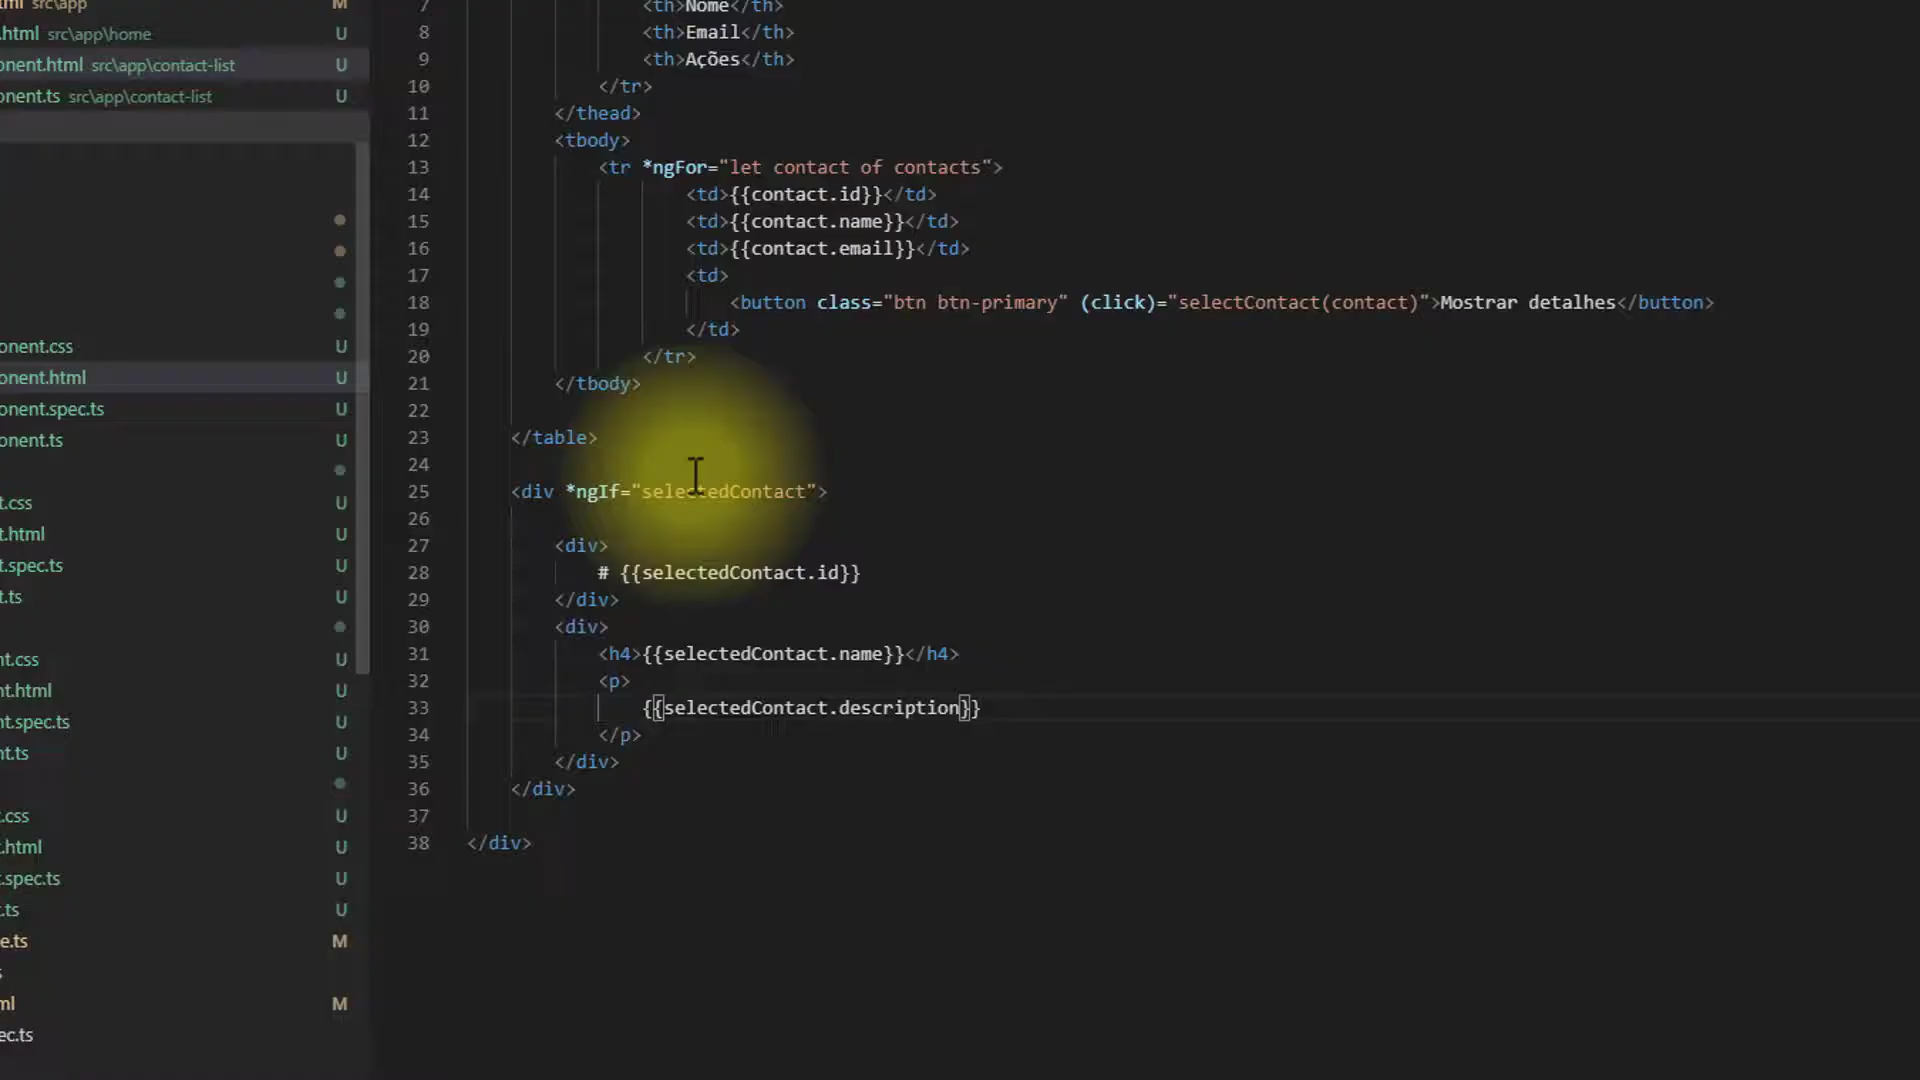 ml src\app M
.html src\app\home U
onent.html src\app\contact-list U
onent.ts src\app\contact-list U
onent.css U
onent.html U
onent.spec.ts U
onent.ts U
t.css U
t.html U
t.spec.ts U
t.ts U
nt.css U
nt.html U
nt.spec.ts U
nt.ts U
.css U
.html U
.spec.ts U
.ts U
e.ts M
s
ml M
ec.ts
7 <th>Nome</th>
8 <th>Email</th>
9 <th>Ações</th>
10 </tr>
11 </thead>
12 <tbody>
13 <tr *ngFor="let contact of contacts">
14 <td>{{contact.id}}</td>
15 <td>{{contact.name}}</td>
16 <td>{{contact.email}}</td>
17 <td>
18 <button class="btn btn-primary" (click)="selectContact(contact)">Mostrar detalhes</button>
19 </td>
20 </tr>
21 </tbody>
22
23 </table>
24
25 <div *ngIf="selectedContact">
26
27 <div>
28 # {{selectedContact.id}}
29 </div>
30 <div>
31 <h4>{{selectedContact.name}}</h4>
32 <p>
33 {{selectedContact.description}}
34 </p>
35 </div>
36 </div>
37
38 </div>